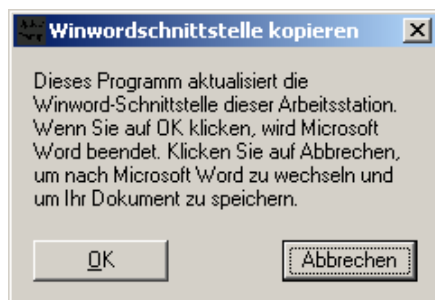 Winwordschnittstelle kopieren
Dieses Programm aktualisiert die
Winword-Schnittstelle dieser Arbeitsstation.
Wenn Sie auf OK klicken, wird Microsoft
Word beendet. Klicken Sie auf Abbrechen,
um nach Microsoft Word zu wechseln und
um Ihr Dokument zu speichern.
OK
Abbrechen